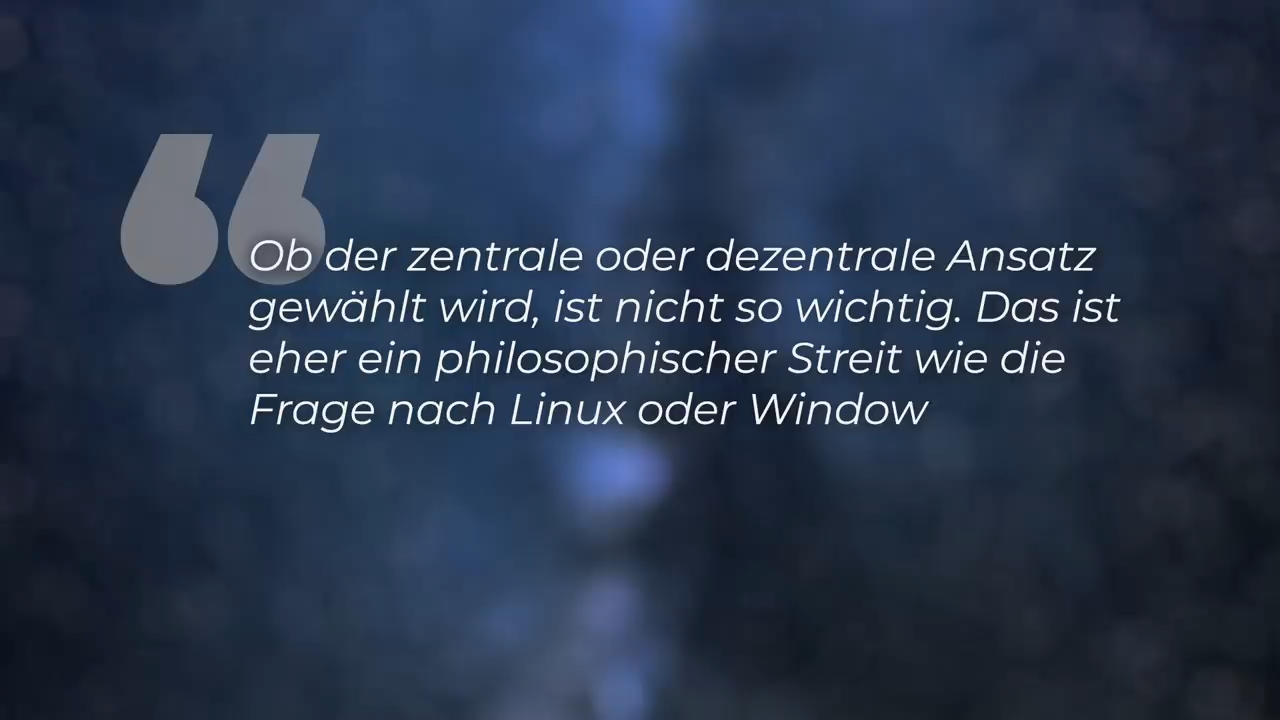 “
Ob der zentrale oder dezentrale Ansatz
gewählt wird, ist nicht so wichtig. Das ist
eher ein philosophischer Streit wie die
Frage nach Linux oder Window